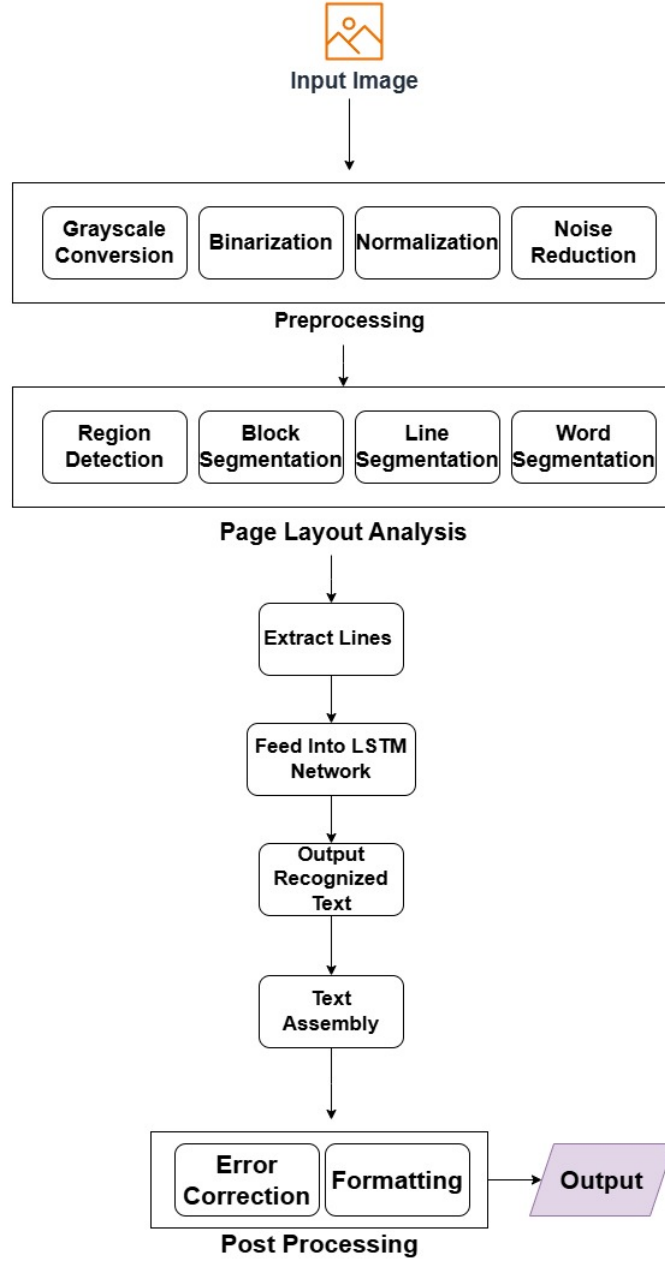 Input Image
Grayscale
Conversion
Binarization
Normalization
Noise
Reduction
Preprocessing
Region
Detection
Block
Segmentation
Line
Segmentation
Word
Segmentation
Page Layout Analysis
Extract Lines
Feed Into LSTM
Network
Output
Recognized
Text
Text
Assembly
Error
Correction
Formatting
Output
Post Processing